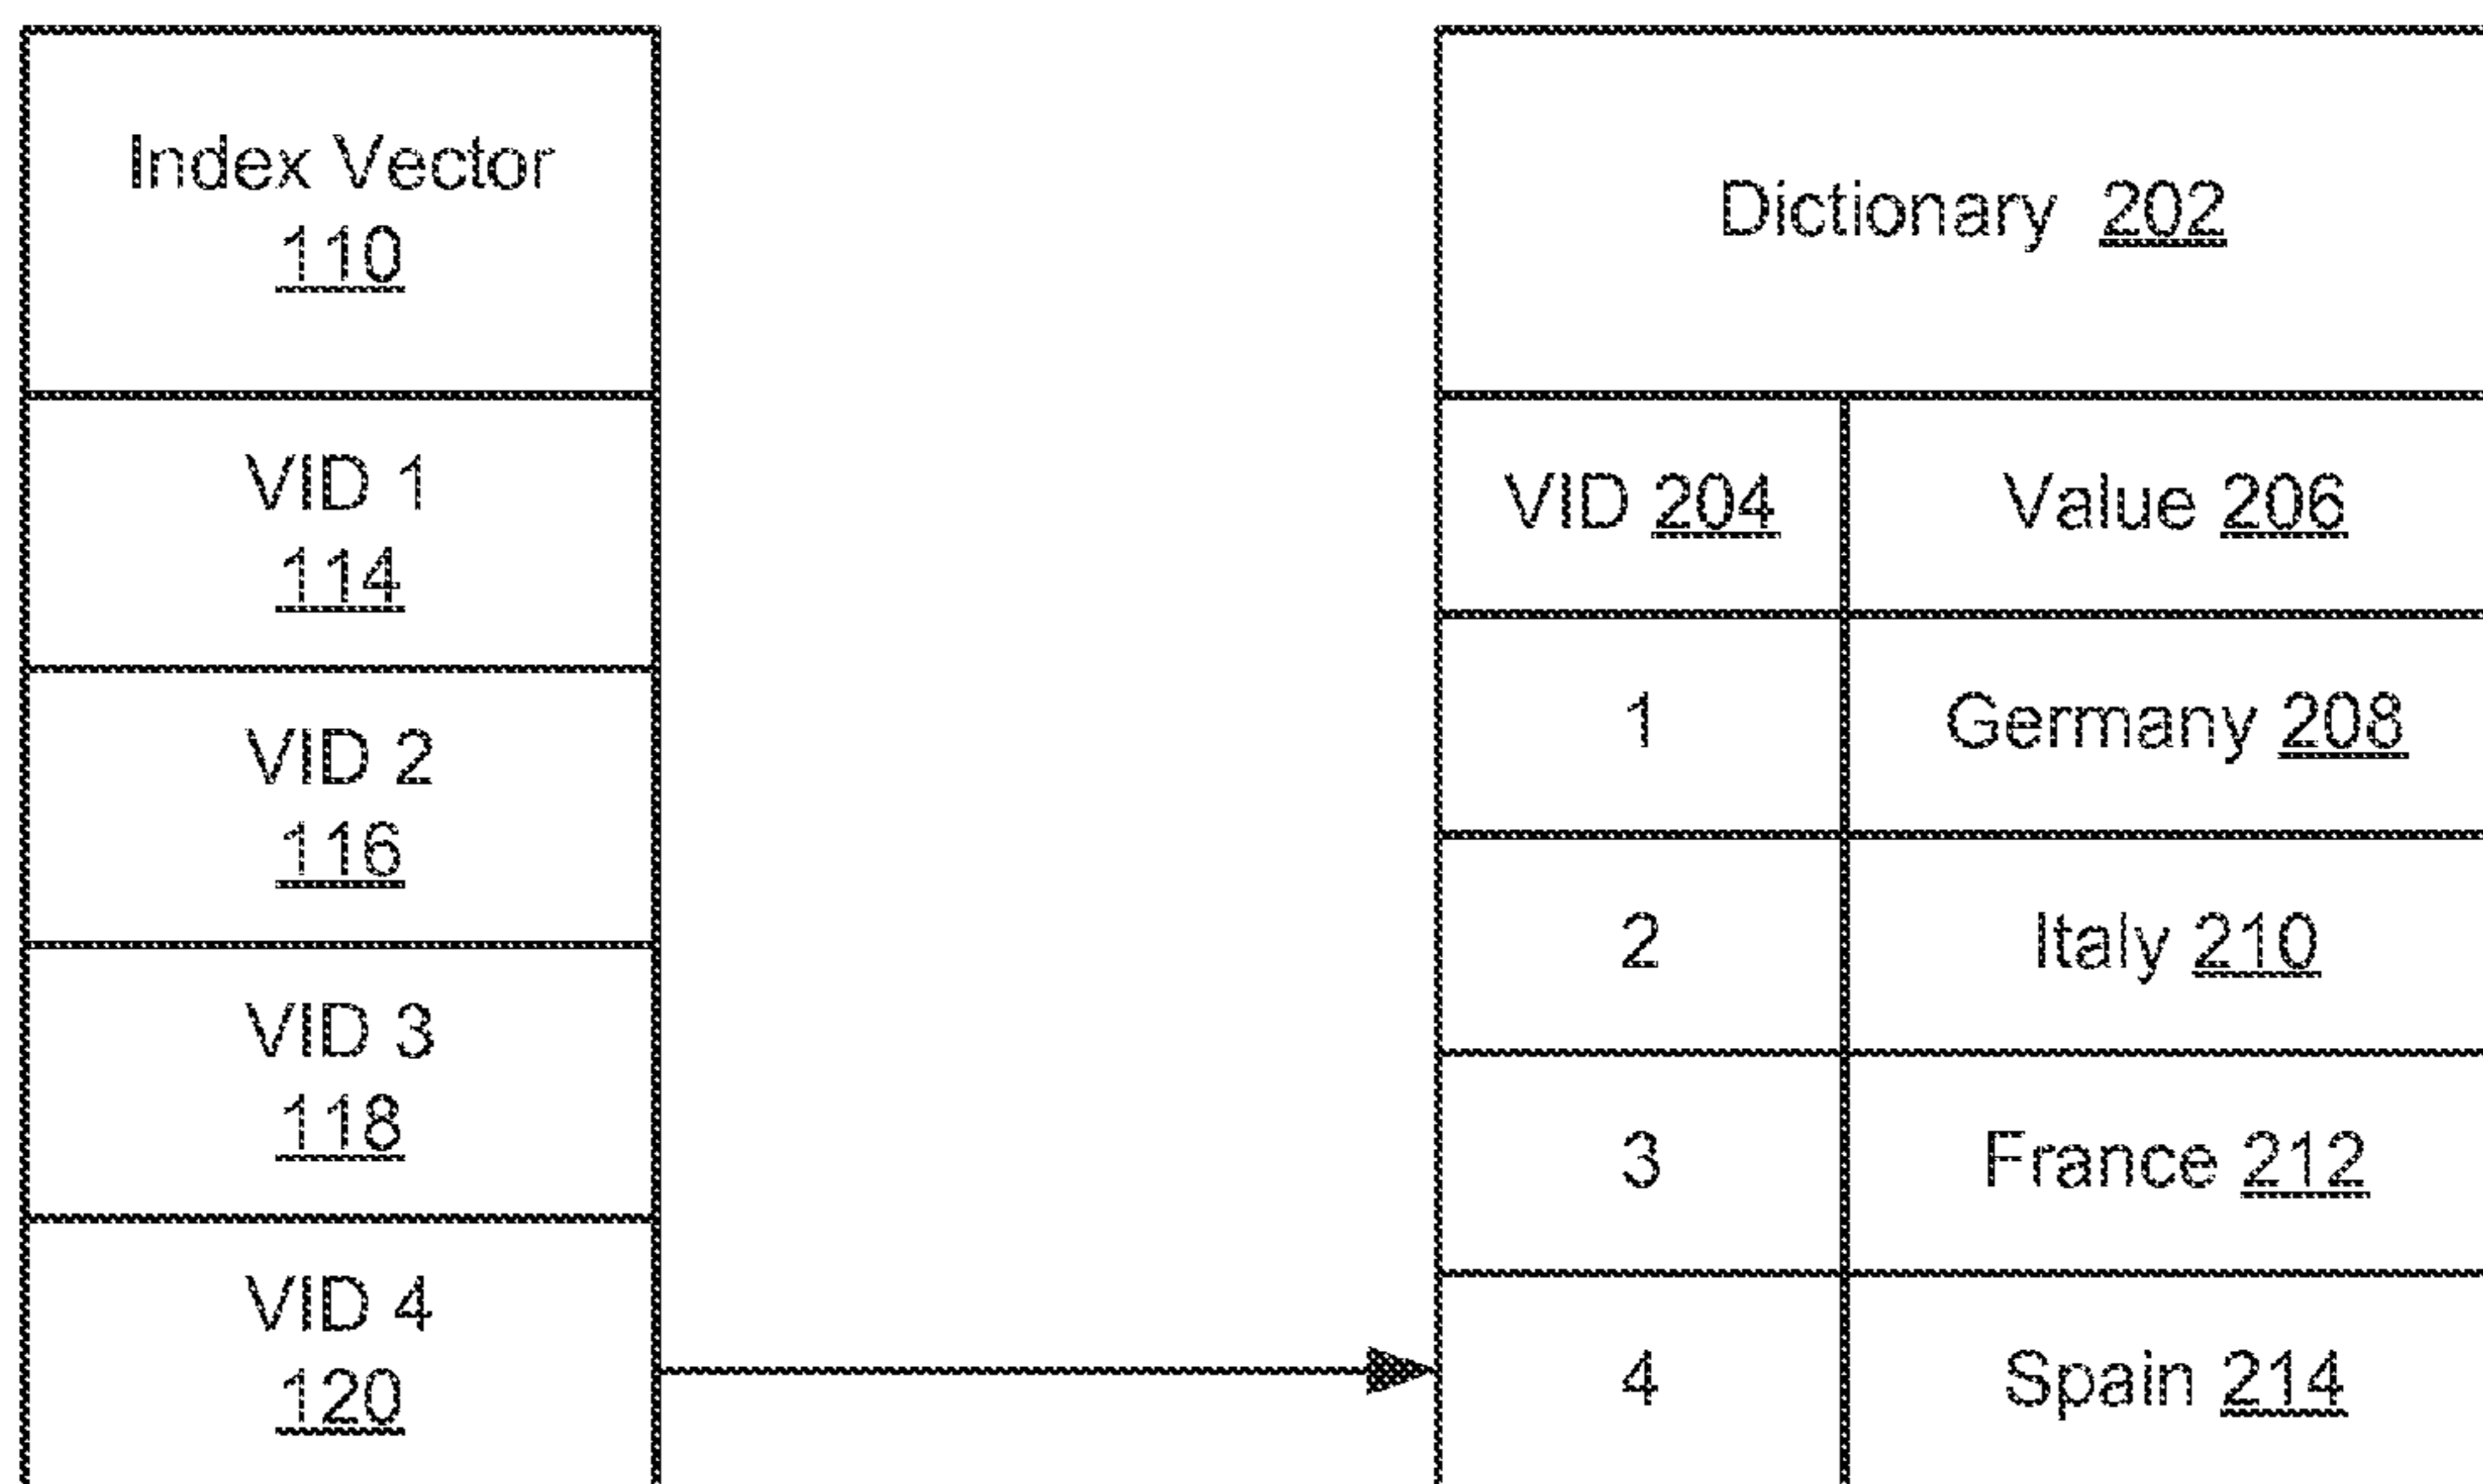 Index Vector
110
VID 1
114
VID 2
116
VID 3
118
VID 4
120
Dictionary 202
VID 204 Value 206
1 Germany 208
2 Italy 210
3 France 212
4 Spain 214